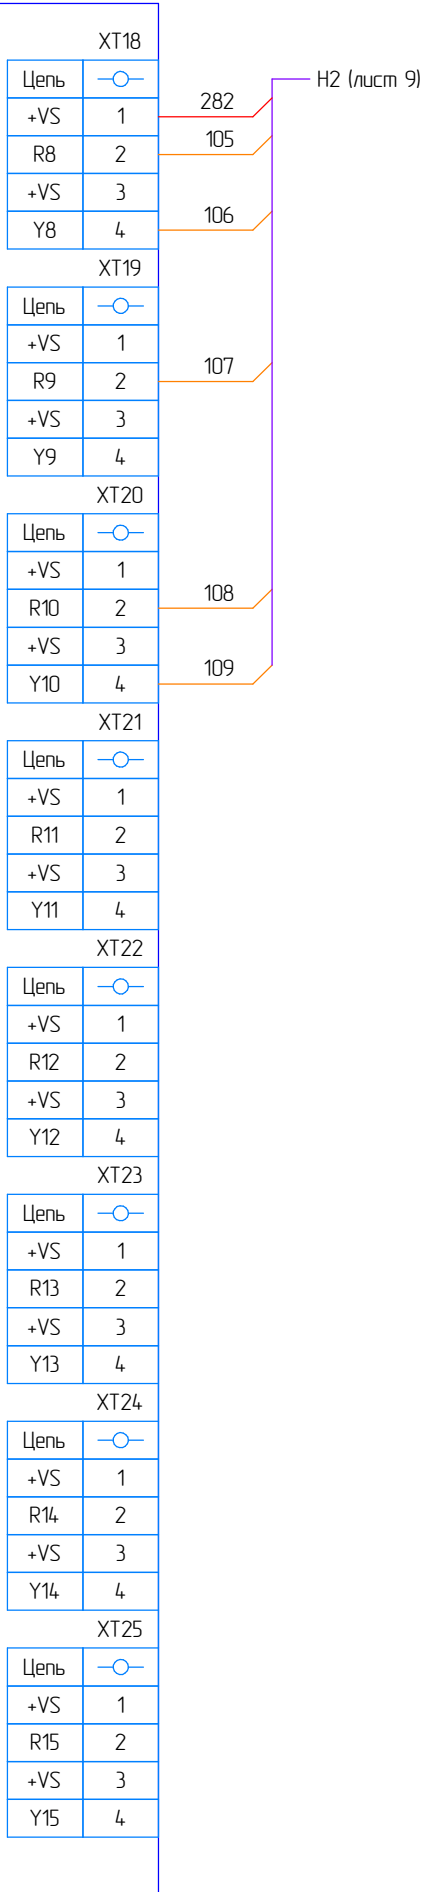 XT18
Цепь
H2 (лист 9)
+VS 1 282
R8 2 105
+VS 3
Y8 4 106
XT19
Цепь
+VS 1
R9 2 107
+VS 3
Y9 4
XT20
Цепь
+VS 1
R10 2 108
+VS 3
Y10 4 109
XT21
Цепь
+VS 1
R11 2
+VS 3
Y11 4
XT22
Цепь
+VS 1
R12 2
+VS 3
Y12 4
XT23
Цепь
+VS 1
R13 2
+VS 3
Y13 4
XT24
Цепь
+VS 1
R14 2
+VS 3
Y14 4
XT25
Цепь
+VS 1
R15 2
+VS 3
Y15 4